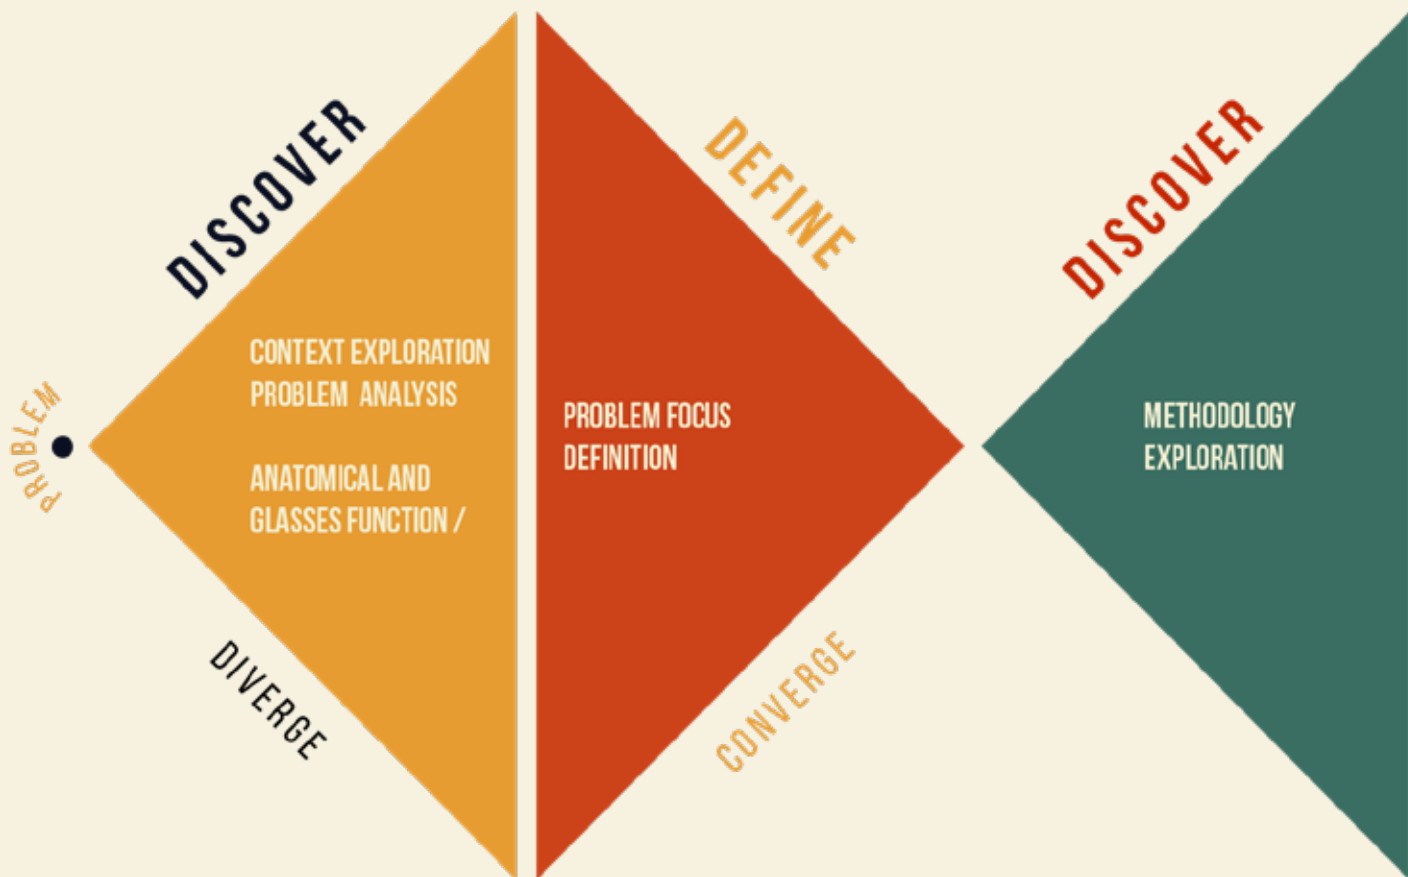 PROBLEM
DISCOVER
CONTEXT EXPLORATION
PROBLEM ANALYSIS
ANATOMICAL AND
GLASSES FUNCTION /
DIVERGE
DEFINE
PROBLEM FOCUS
DEFINITION
CONVERGE
DISCOVER
METHODOLOGY
EXPLORATION